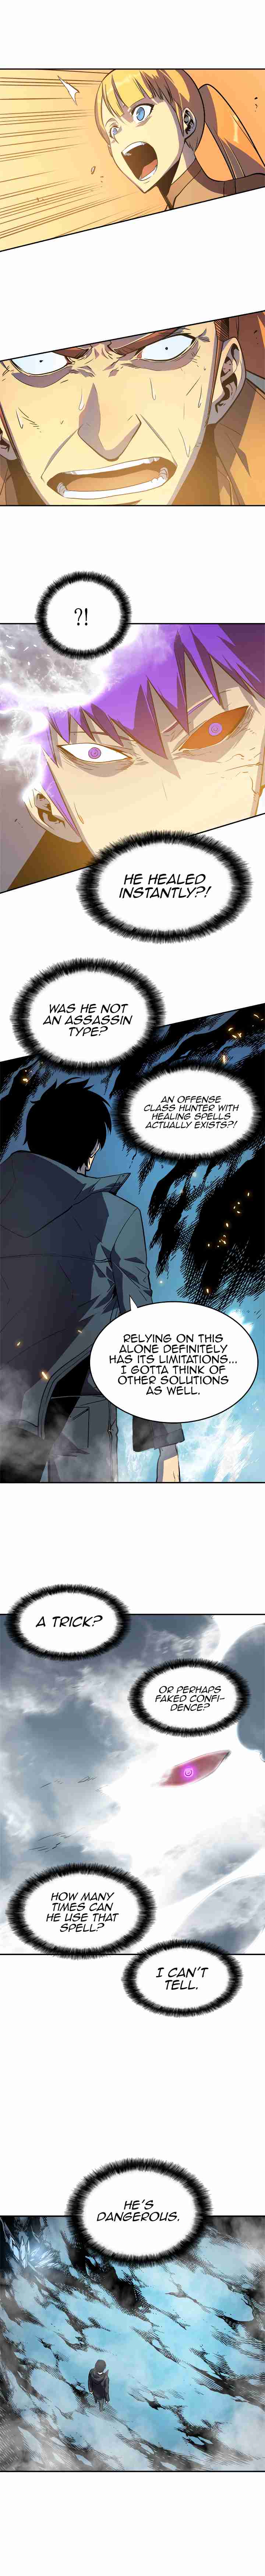 ?!
HE HEALED
INSTANTLY?!
WAS HE NOT
AN ASSASSIN
TYPE?
AN OFFENSE
CLASS HUNTER WITH
HEALING SPELLS
ACTUALLY EXISTS?!
RELYING ON THIS
ALONE DEFINITELY
HAS ITS LIMITATIONS...
I GOTTA THINK OF
OTHER SOLUTIONS
AS WELL.
A TRICK?
OR PERHAPS
FAKED CONFI-
DENCE?
HOW MANY
TIMES CAN
HE USE THAT
SPELL?
I CAN'T
TELL.
HE'S
DANGEROUS.